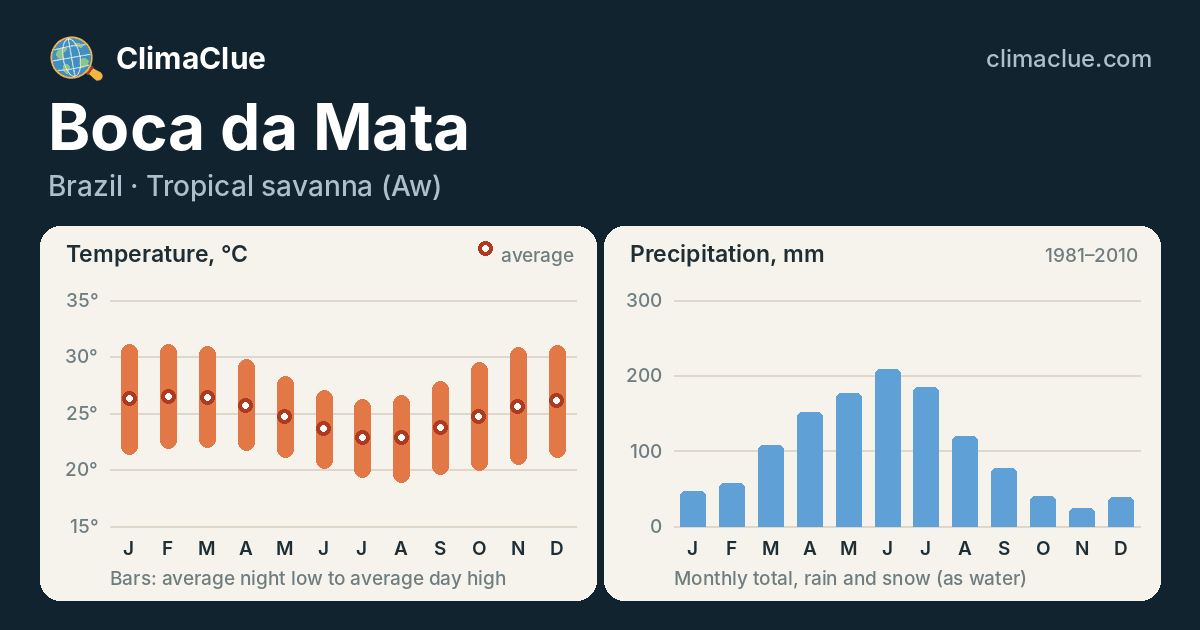 ClimaClue
climaclue.com
Boca da Mata
Brazil · Tropical savanna (Aw)
Temperature, °C
average
35°
30°
25°
20°
15°
J F M A M J J A S O N D
Bars: average night low to average day high
Precipitation, mm
1981–2010
300
200
100
0
J F M A M J J A S O N D
Monthly total, rain and snow (as water)